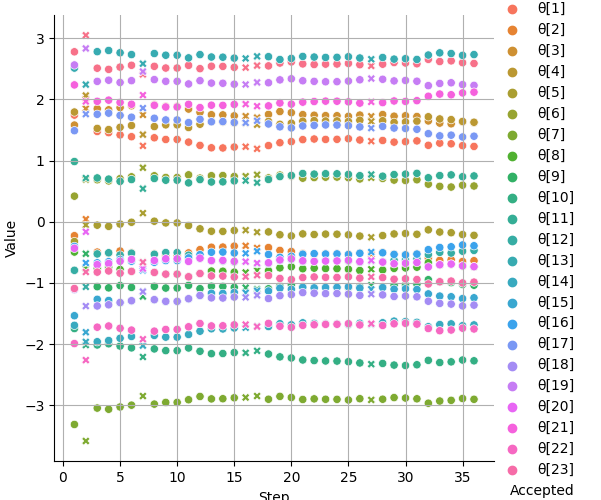 3
2
1
0
−1
−2
−3
Value
0
5
10
15
20
25
30
35
Step
θ[1]
θ[2]
θ[3]
θ[4]
θ[5]
θ[6]
θ[7]
θ[8]
θ[9]
θ[10]
θ[11]
θ[12]
θ[13]
θ[14]
θ[15]
θ[16]
θ[17]
θ[18]
θ[19]
θ[20]
θ[21]
θ[22]
θ[23]
Accepted